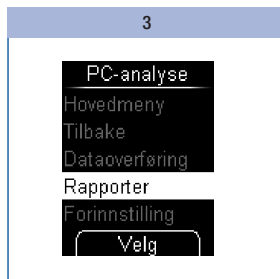 3
PC-analyse
Hovedmeny
Tilbake
Dataoverføring
Rapporter
Forinnstilling
Velg